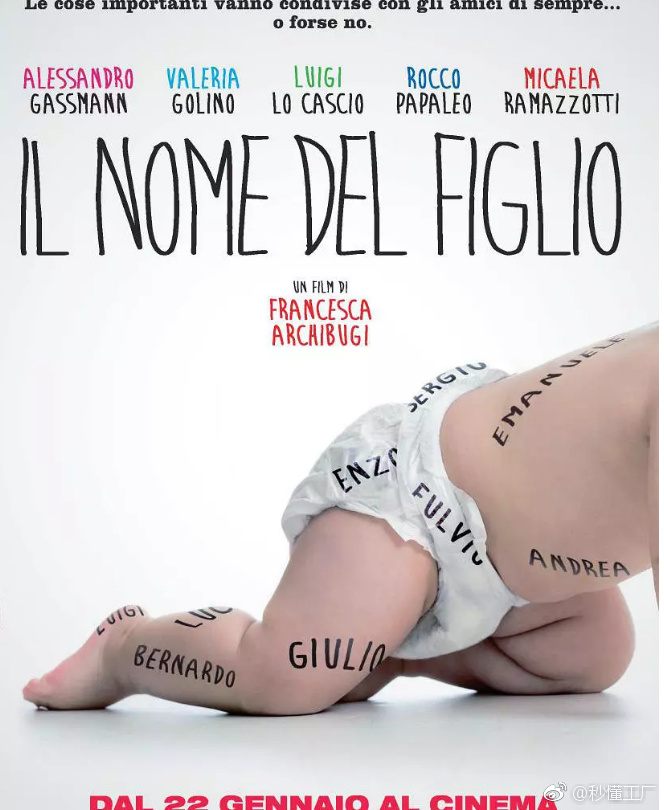 Le cose importanti vanno condivise con gli amici di sempre...
o forse no.
ALESSANDRO GASSMANN
VALERIA GOLINO
LUIGI LO CASCIO
ROCCO PAPALEO
MICAELA RAMAZZOTTI
IL NOME DEL FIGLIO
UN FILM DI
FRANCESCA
ARCHIBUGI
SERGIO
EMANUELE
ENZO
FULVIO
ANDREA
LUIGI
LUC
BERNARDO
GIULIO
DAL 22 GENNAIO AL CINEMA
@秒懂工厂